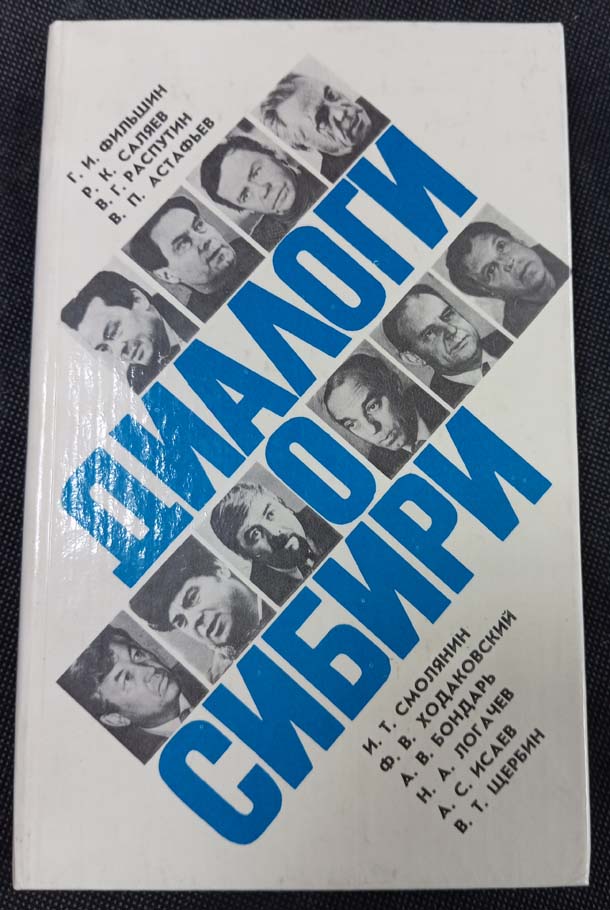 Г. И. ФИЛЬШИН
Р. К. САЛЯЕВ
В. Г. РАСПУТИН
В. П. АСТАФЬЕВ
ДИАЛОГИ
О
СИБИРИ
И. Т. СМОЛЯНИН
Ф. В. ХОДАКОВСКИЙ
А. В. БОНДАРЬ
Н. А. ЛОГАЧЕВ
А. С. ИСАЕВ
В. Т. ЩЕРБИН